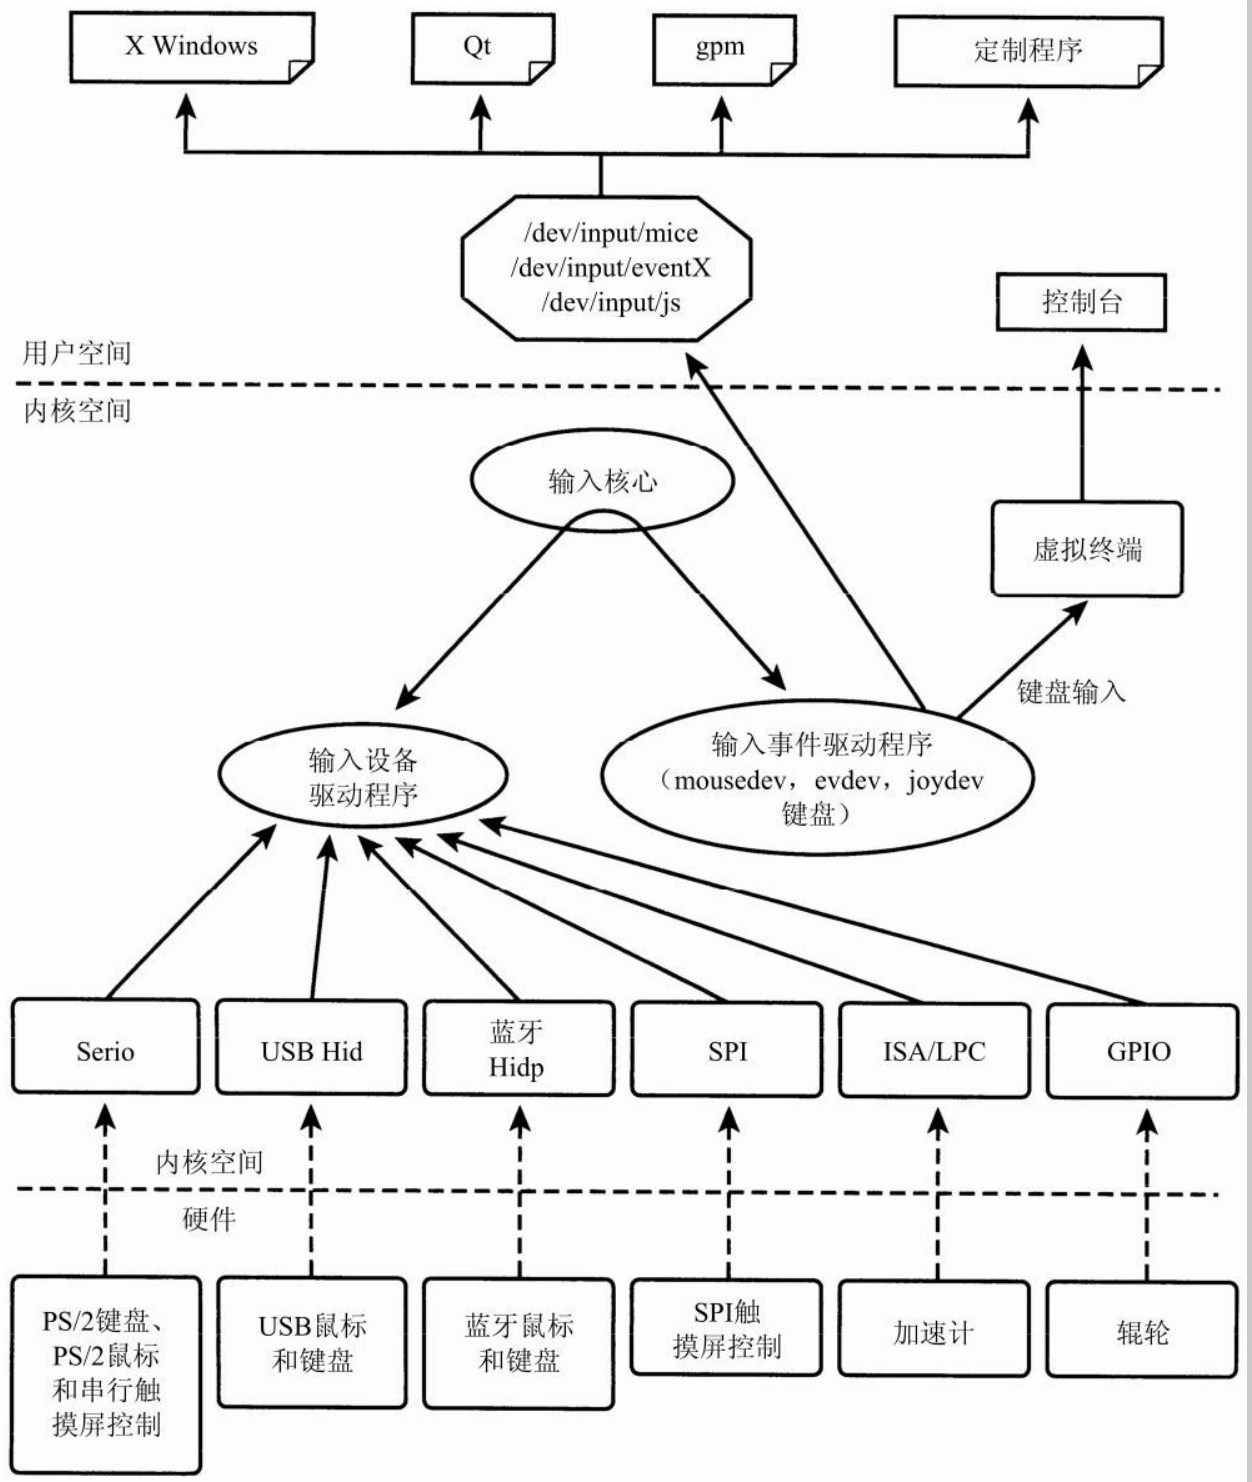 X Windows
Qt
gpm
定制程序
/dev/input/mice
/dev/input/eventX
/dev/input/js
控制台
用户空间
内核空间
输入核心
虚拟终端
键盘输入
输入设备
驱动程序
输入事件驱动程序
（mousedev，evdev，joydev
键盘）
Serio
USB Hid
蓝牙
Hidp
SPI
ISA/LPC
GPIO
内核空间
硬件
PS/2键盘、
PS/2鼠标
和串行触
摸屏控制
USB鼠标
和键盘
蓝牙鼠标
和键盘
SPI触
摸屏控制
加速计
辊轮